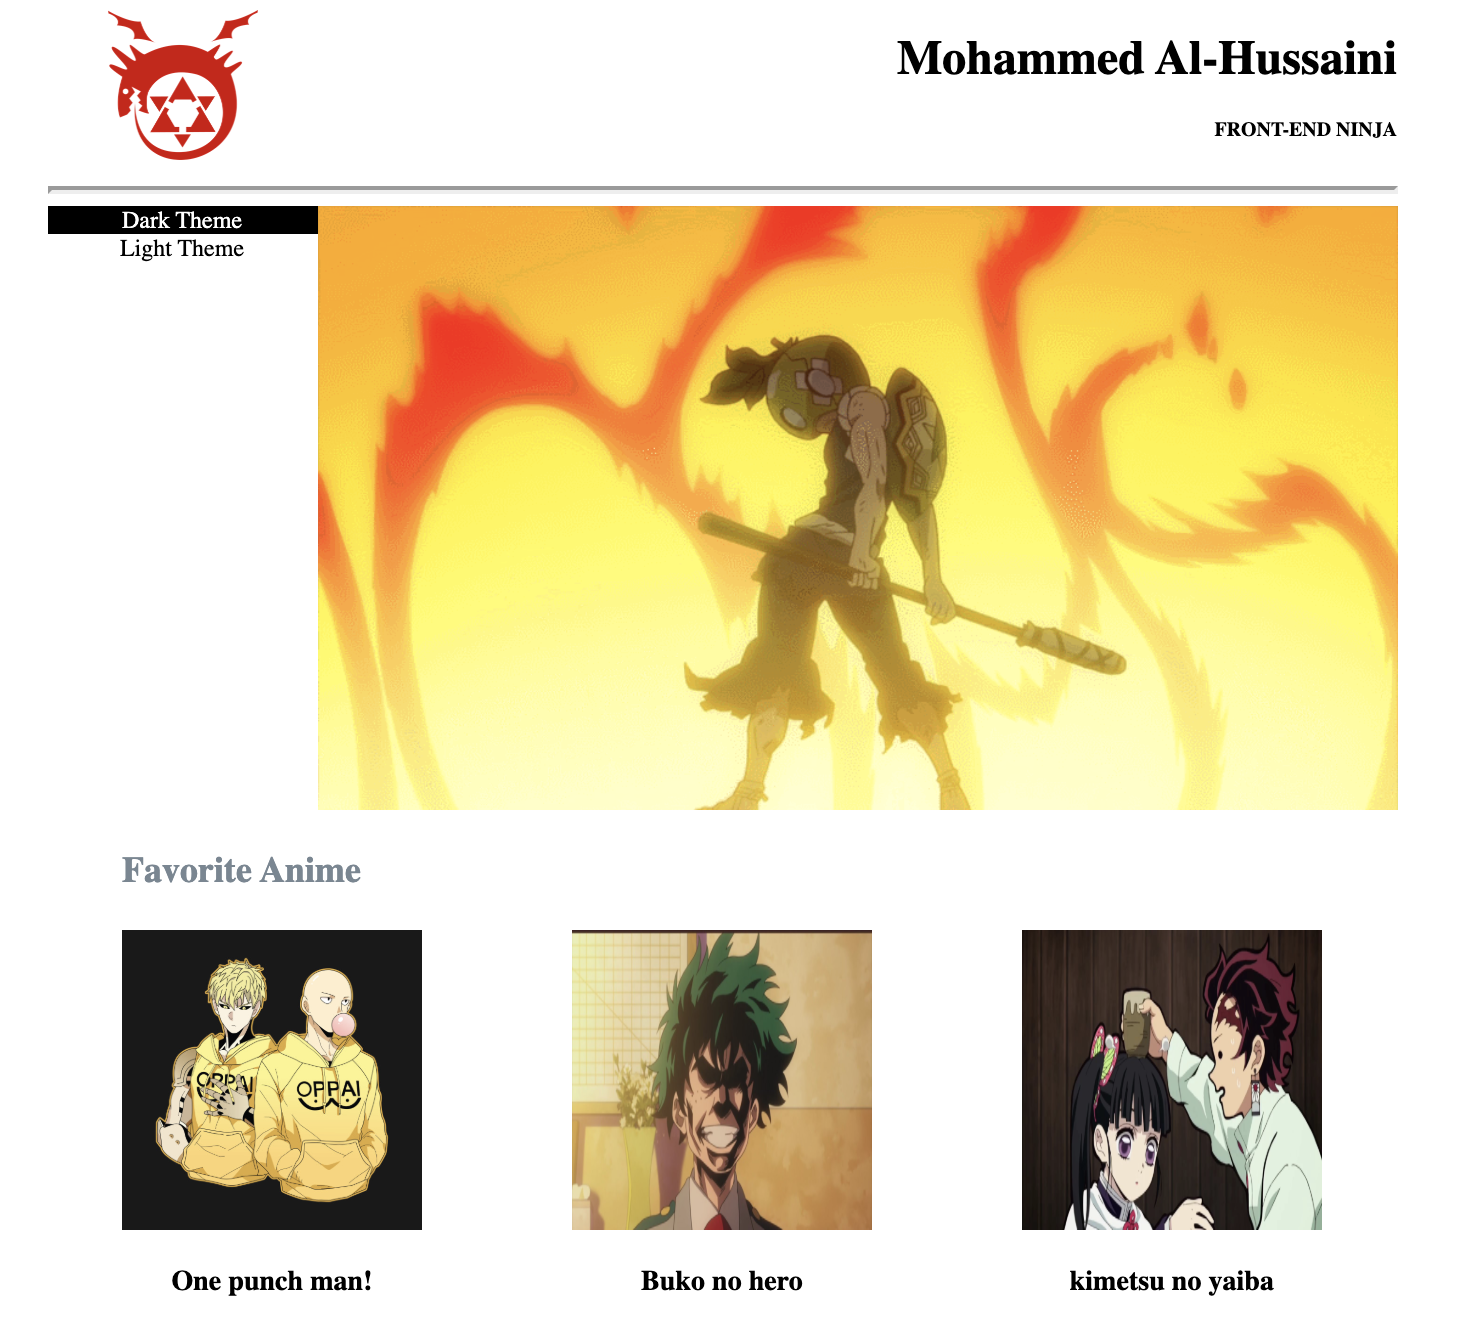 Mohammed Al-Hussaini
FRONT-END NINJA
Dark Theme
Light Theme
Favorite Anime
OPPAI
OPPAI
One punch man!
Buko no hero
kimetsu no yaiba